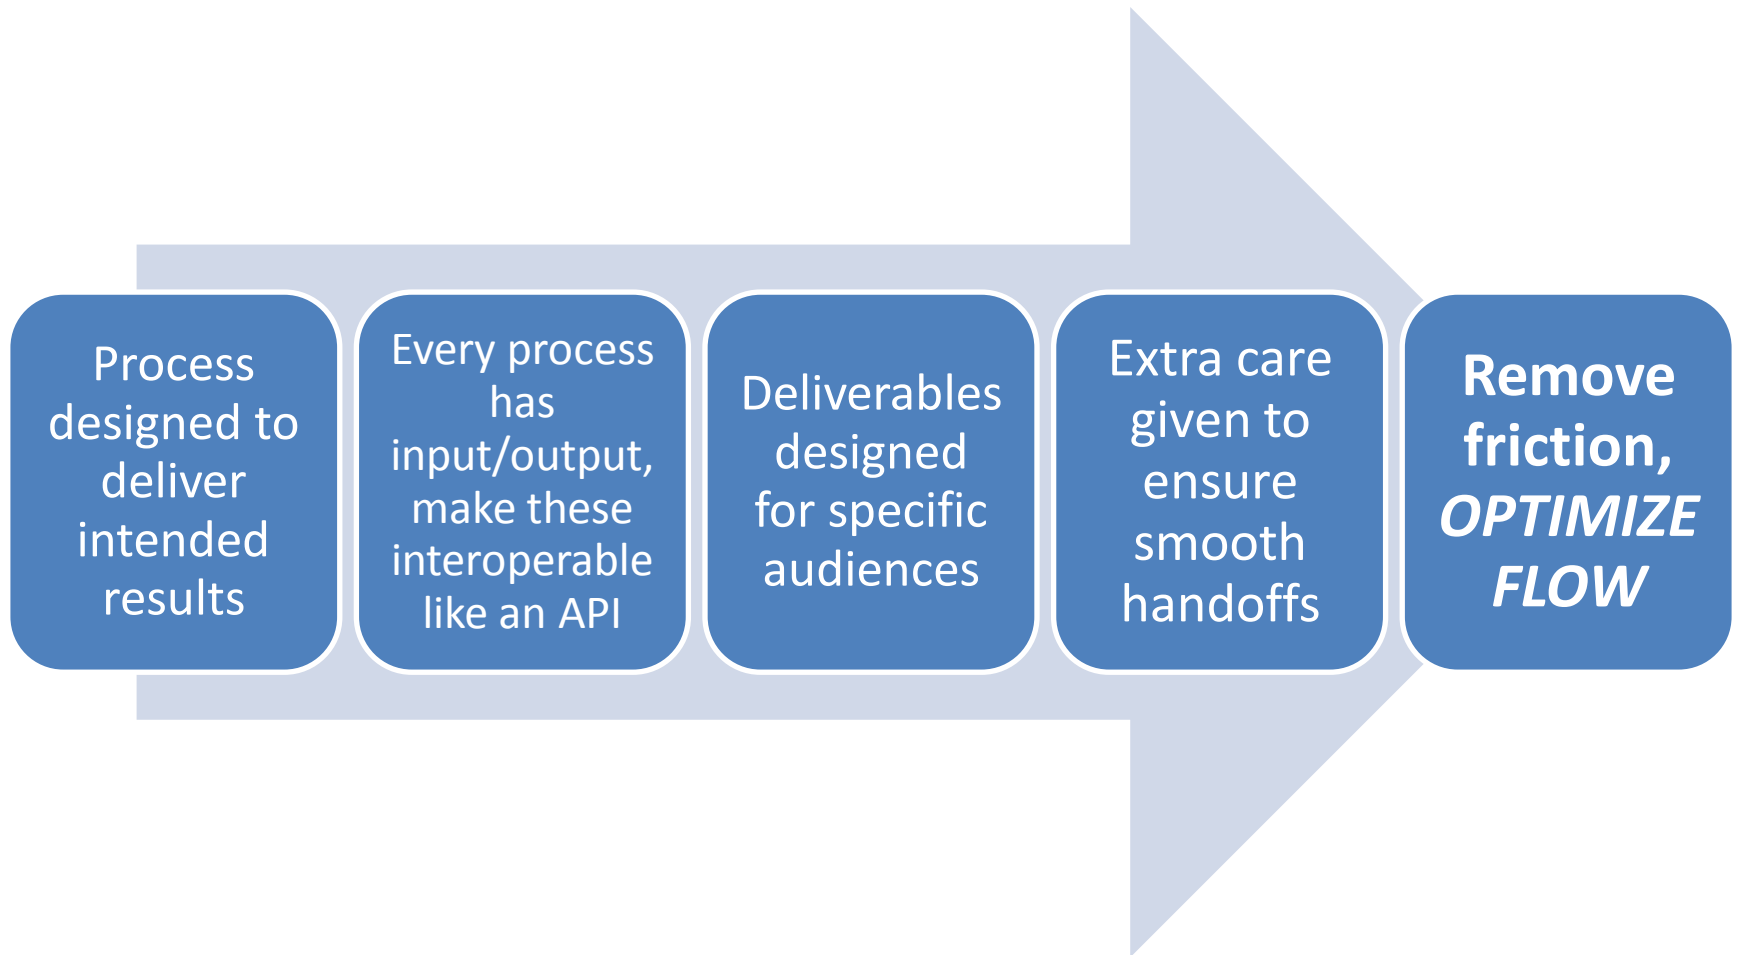 Process
designed to
deliver
intended
results
Every process
has
input/output,
make these
interoperable
like an API
Deliverables
designed
for specific
audiences
Extra care
given to
ensure
smooth
handoffs
Remove
friction,
OPTIMIZE
FLOW